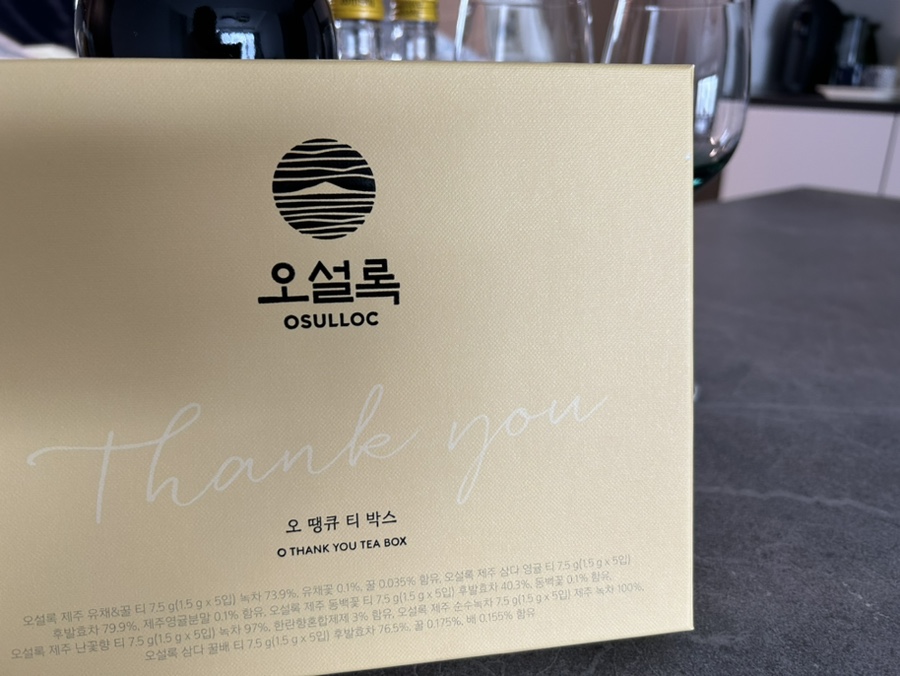 오설록
OSULLOC
Thank you
오 땡큐 티 박스
O THANK YOU TEA BOX
오설록 제주 유채&꿀 티 7.5 g(1.5 g x 5입) 녹차 73.9%, 유채꽃 0.1%, 꿀 0.035% 함유, 오설록 제주 삼다 영귤 티 7.5 g(1.5 g x 5입)
후발효차 79.9%, 제주영귤분말 0.1% 함유, 오설록 제주 동백꽃 티 7.5 g(1.5 g x 5입) 후발효차 40.3%, 동백꽃 0.1% 함유,
오설록 제주 난꽃향 티 7.5 g(1.5 g x 5입) 녹차 97%, 한란향혼합제제 3% 함유, 오설록 제주 순수녹차 7.5 g(1.5 g x 5입) 제주 녹차 100%,
오설록 삼다 꿀배 티 7.5 g(1.5 g x 5입) 후발효차 76.5%, 꿀 0.175%, 배 0.155% 함유